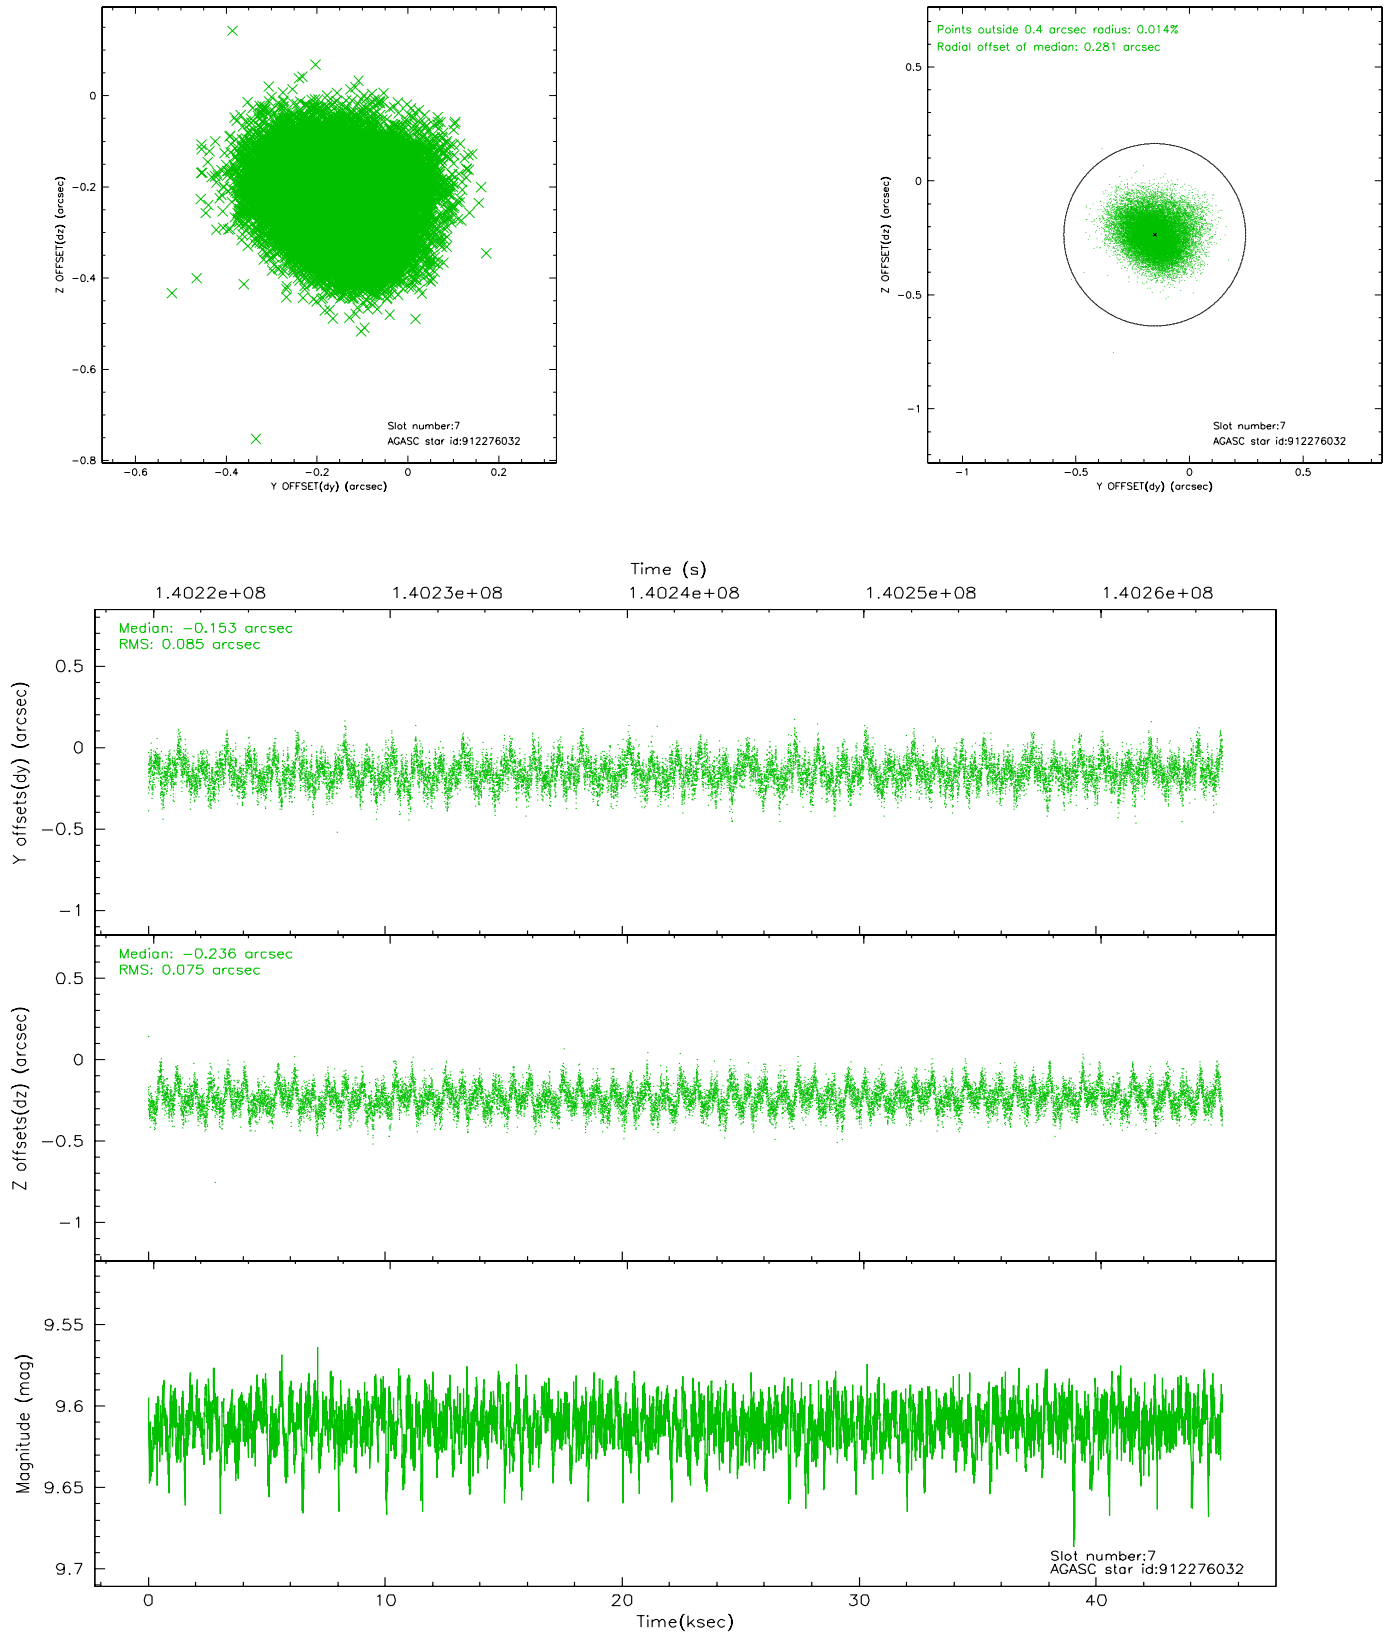 0
−0.2
−0.4
−0.6
−0.8
Z OFFSET(dz) (arcsec)
Slot number:7
AGASC star id:912276032
−0.6
−0.4
−0.2
0
0.2
Y OFFSET(dy) (arcsec)
Points outside 0.4 arcsec radius: 0.014%
Radial offset of median: 0.281 arcsec
0.5
0
−0.5
−1
Z OFFSET(dz) (arcsec)
Slot number:7
AGASC star id:912276032
−1
−0.5
0
0.5
Y OFFSET(dy) (arcsec)
Time (s)
1.4022e+08
1.4023e+08
1.4024e+08
1.4025e+08
1.4026e+08
Median: −0.153 arcsec
RMS: 0.085 arcsec
0.5
0
−0.5
−1
Y offsets(dy) (arcsec)
Median: −0.236 arcsec
RMS: 0.075 arcsec
0.5
0
−0.5
−1
Z offsets(dz) (arcsec)
9.55
9.6
9.65
9.7
Magnitude (mag)
Slot number:7
AGASC star id:912276032
0
10
20
30
40
Time(ksec)